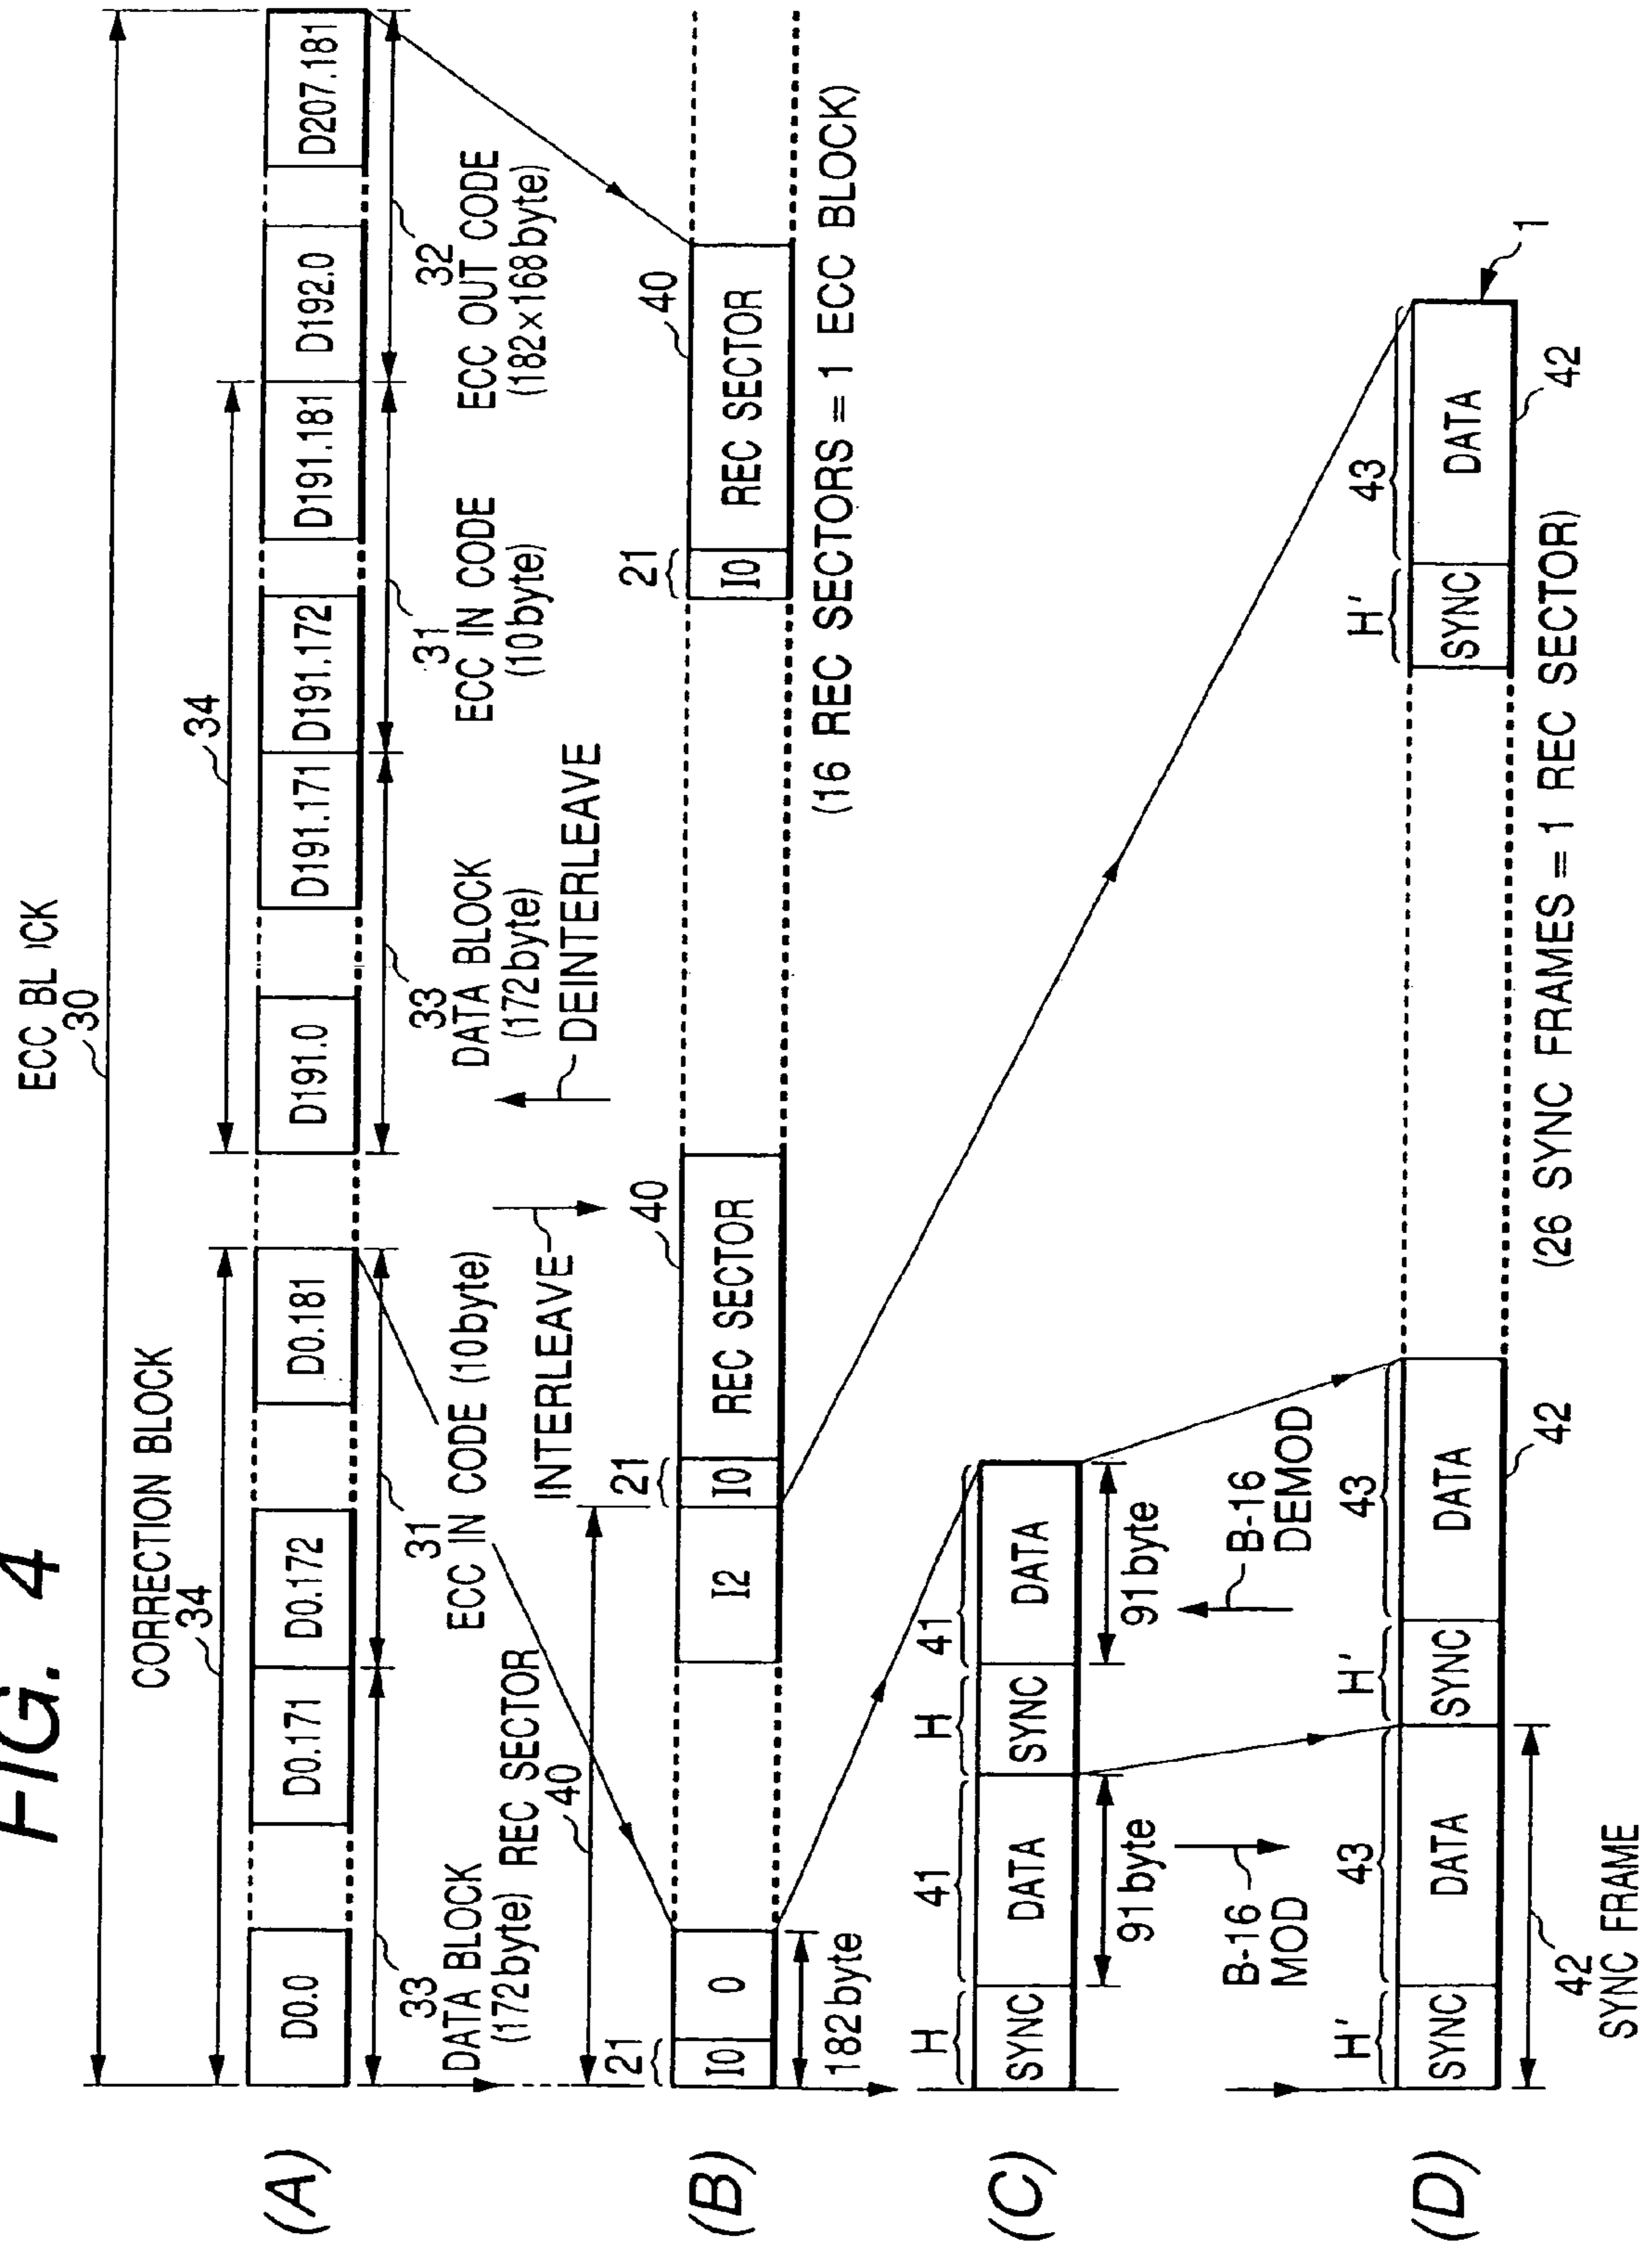 FIG. 4
ECC BL CK
30
CORRECTION BLOCK
34
34
(A)
D0.0
D0.171
D0.172
D0.181
D191.0
D191.171
D191.172
D191.181
D192.0
D207.181
33
DATA BLOCK
(172byte)
31
ECC IN CODE (10byte)
33
DATA BLOCK
(172byte)
31
ECC IN CODE
(10byte)
32
ECC OUT CODE
(182×168byte)
REC SECTOR
40
INTERLEAVE
DEINTERLEAVE
(B)
21
I0
0
I2
21
I0
REC SECTOR
40
21
I0
REC SECTOR
40
182byte
(16 REC SECTORS = 1 ECC BLOCK)
(C)
H
SYNC
41
DATA
H
SYNC
41
DATA
91byte
91byte
B-16
MOD
B-16
DEMOD
(D)
H'
SYNC
43
DATA
H'
SYNC
43
DATA
42
H'
SYNC
43
DATA
42
1
42
SYNC FRAME
(26 SYNC FRAMES = 1 REC SECTOR)